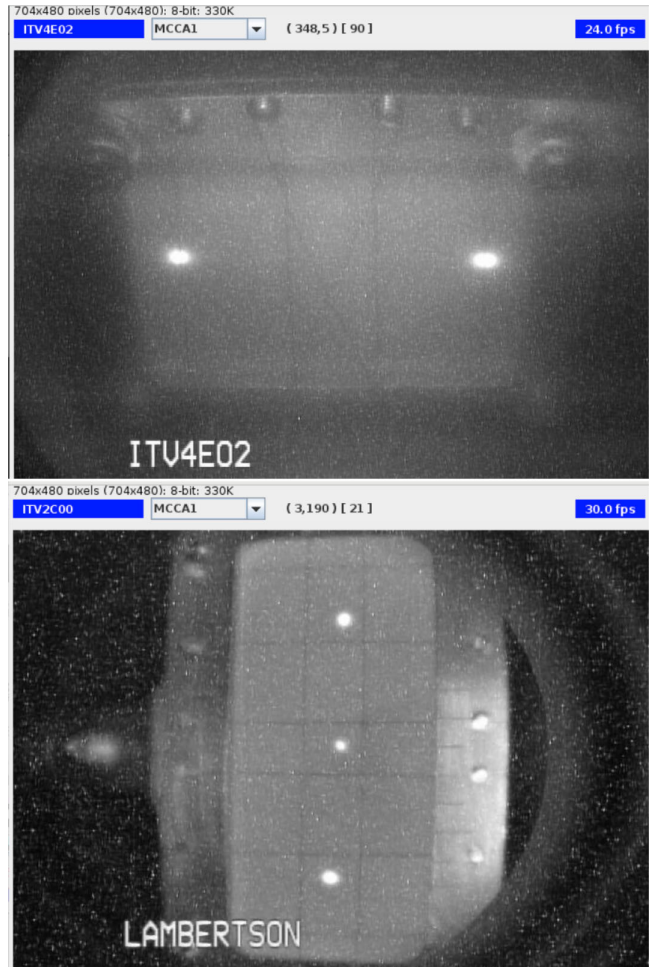 704x480 pixels (704x480); 8-bit; 330K
ITV4E02 MCCA1 ( 348,5 ) [ 90 ] 24.0 fps
ITV4E02
704x480 pixels (704x480); 8-bit; 330K
ITV2C00 MCCA1 ( 3,190 ) [ 21 ] 30.0 fps
LAMBERTSON